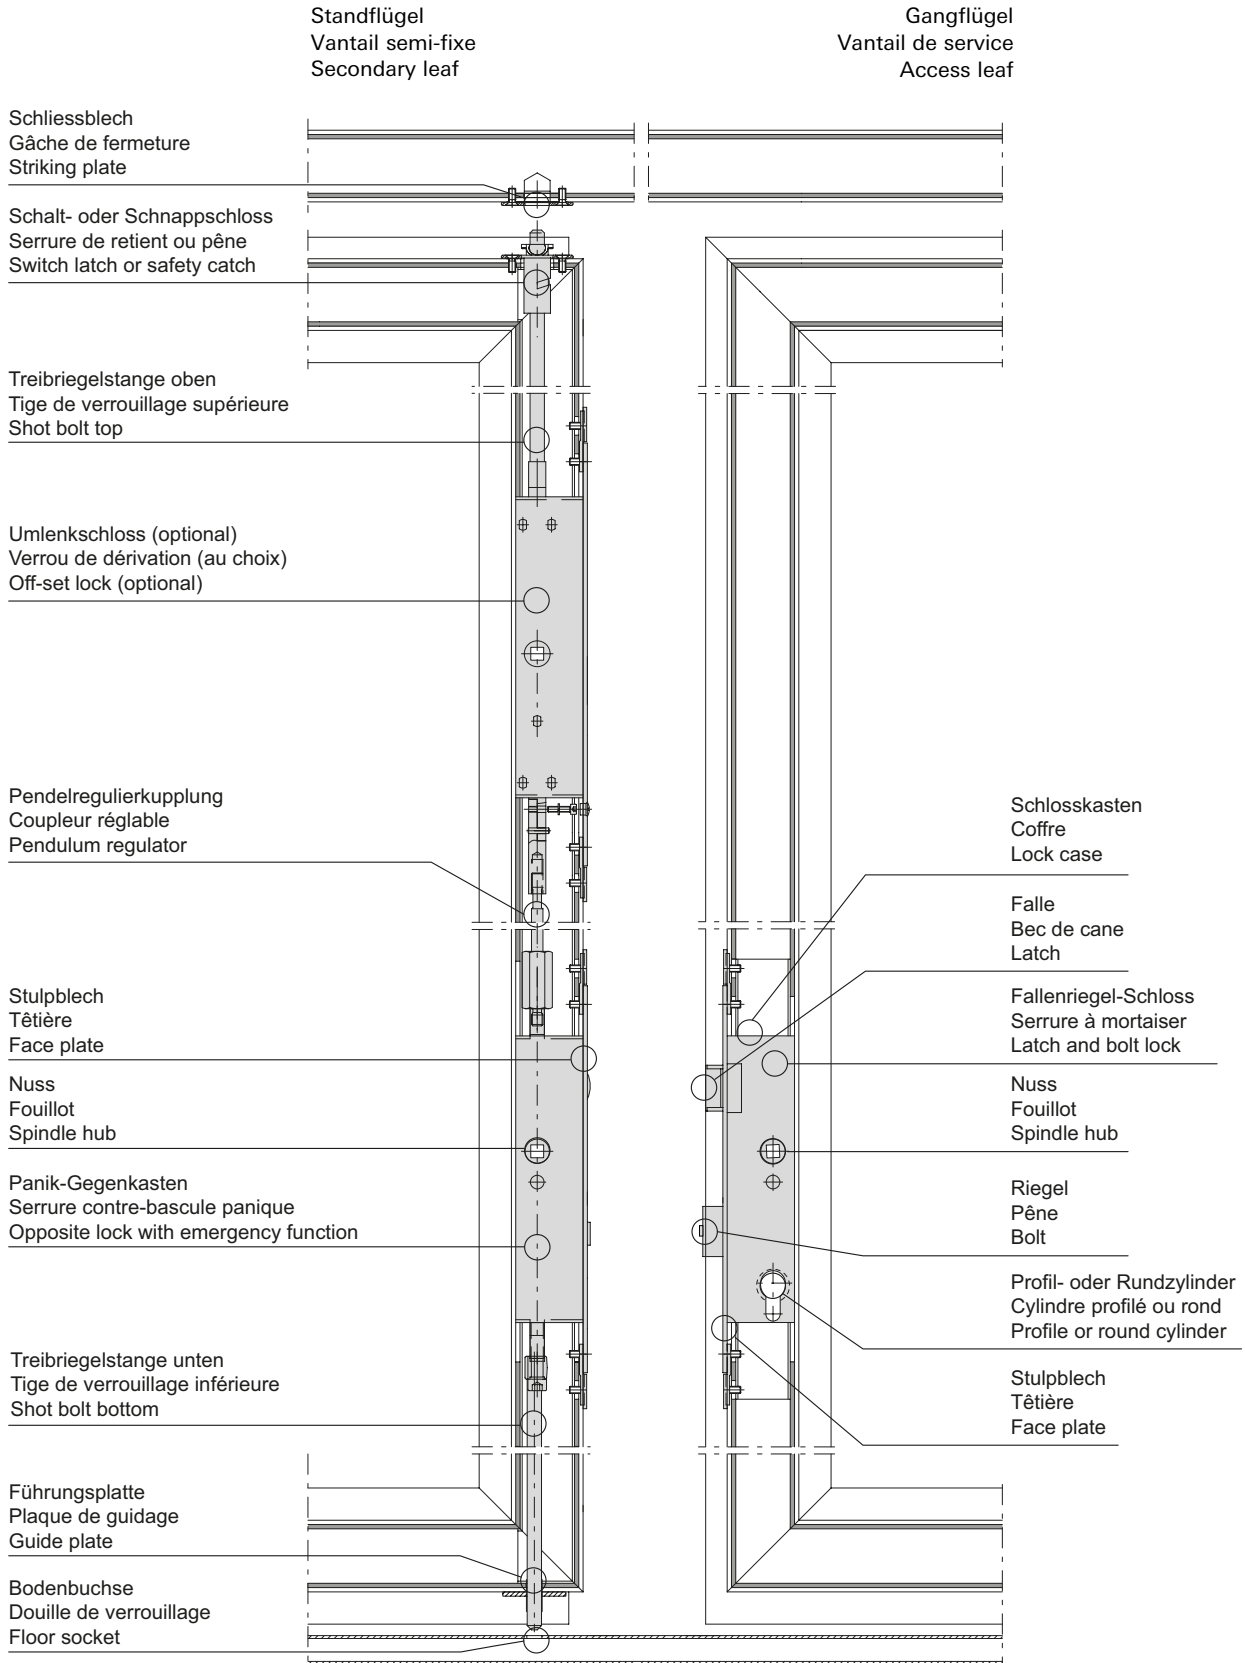 Standflügel
Vantail semi-fixe
Secondary leaf
Gangflügel
Vantail de service
Access leaf
Schliessblech
Gâche de fermeture
Striking plate
Schalt- oder Schnappschloss
Serrure de retient ou pêne
Switch latch or safety catch
Treibriegelstange oben
Tige de verrouillage supérieure
Shot bolt top
Umlenkschloss (optional)
Verrou de dérivation (au choix)
Off-set lock (optional)
Pendelregulierkupplung
Coupleur réglable
Pendulum regulator
Stulpblech
Têtière
Face plate
Nuss
Fouillot
Spindle hub
Panik-Gegenkasten
Serrure contre-bascule panique
Opposite lock with emergency function
Treibriegelstange unten
Tige de verrouillage inférieure
Shot bolt bottom
Führungsplatte
Plaque de guidage
Guide plate
Bodenbuchse
Douille de verrouillage
Floor socket
Schlosskasten
Coffre
Lock case
Falle
Bec de cane
Latch
Fallenriegel-Schloss
Serrure à mortaiser
Latch and bolt lock
Nuss
Fouillot
Spindle hub
Riegel
Pêne
Bolt
Profil- oder Rundzylinder
Cylindre profilé ou rond
Profile or round cylinder
Stulpblech
Têtière
Face plate